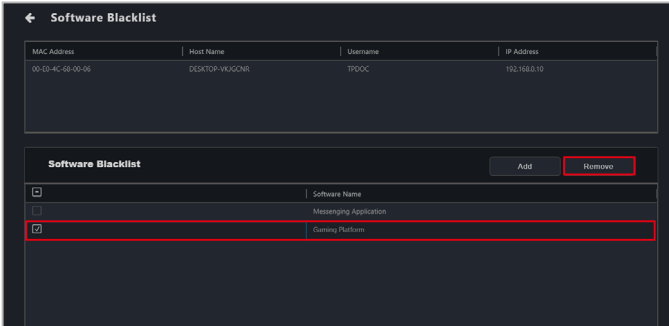 Software Blacklist
MAC Address Host Name Username IP Address
00-E0-4C-68-00-06 DESKTOP-VKJGCNR TPDOC 192.168.0.10
Software Blacklist Add Remove
Software Name
Messenging Application
Gaming Platform